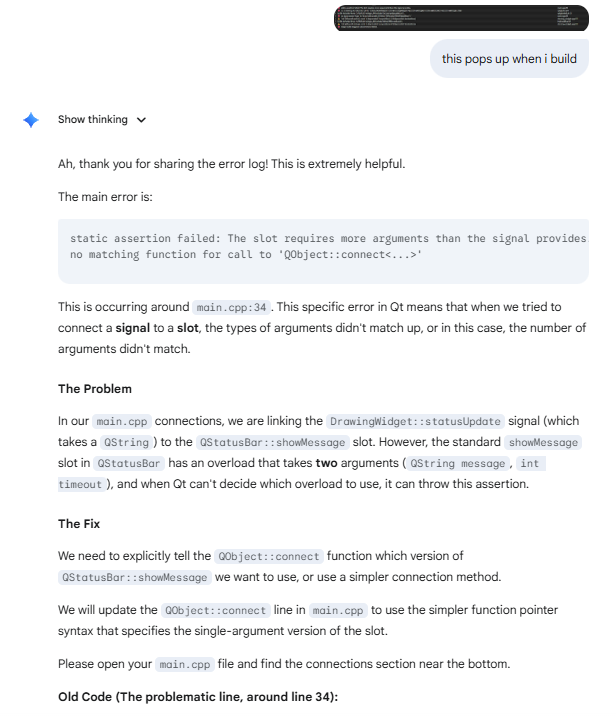 this pops up when i build
Show thinking
Ah, thank you for sharing the error log! This is extremely helpful.
The main error is:
static assertion failed: The slot requires more arguments than the signal provides.
no matching function for call to 'QObject::connect<...>'
This is occurring around main.cpp:34. This specific error in Qt means that when we tried to
connect a signal to a slot, the types of arguments didn't match up, or in this case, the number of
arguments didn't match.
The Problem
In our main.cpp connections, we are linking the DrawingWidget::statusUpdate signal (which
takes a QString) to the QStatusBar::showMessage slot. However, the standard showMessage
slot in QStatusBar has an overload that takes two arguments (QString message, int
timeout), and when Qt can't decide which overload to use, it can throw this assertion.
The Fix
We need to explicitly tell the QObject::connect function which version of
QStatusBar::showMessage we want to use, or use a simpler connection method.
We will update the QObject::connect line in main.cpp to use the simpler function pointer
syntax that specifies the single-argument version of the slot.
Please open your main.cpp file and find the connections section near the bottom.
Old Code (The problematic line, around line 34):